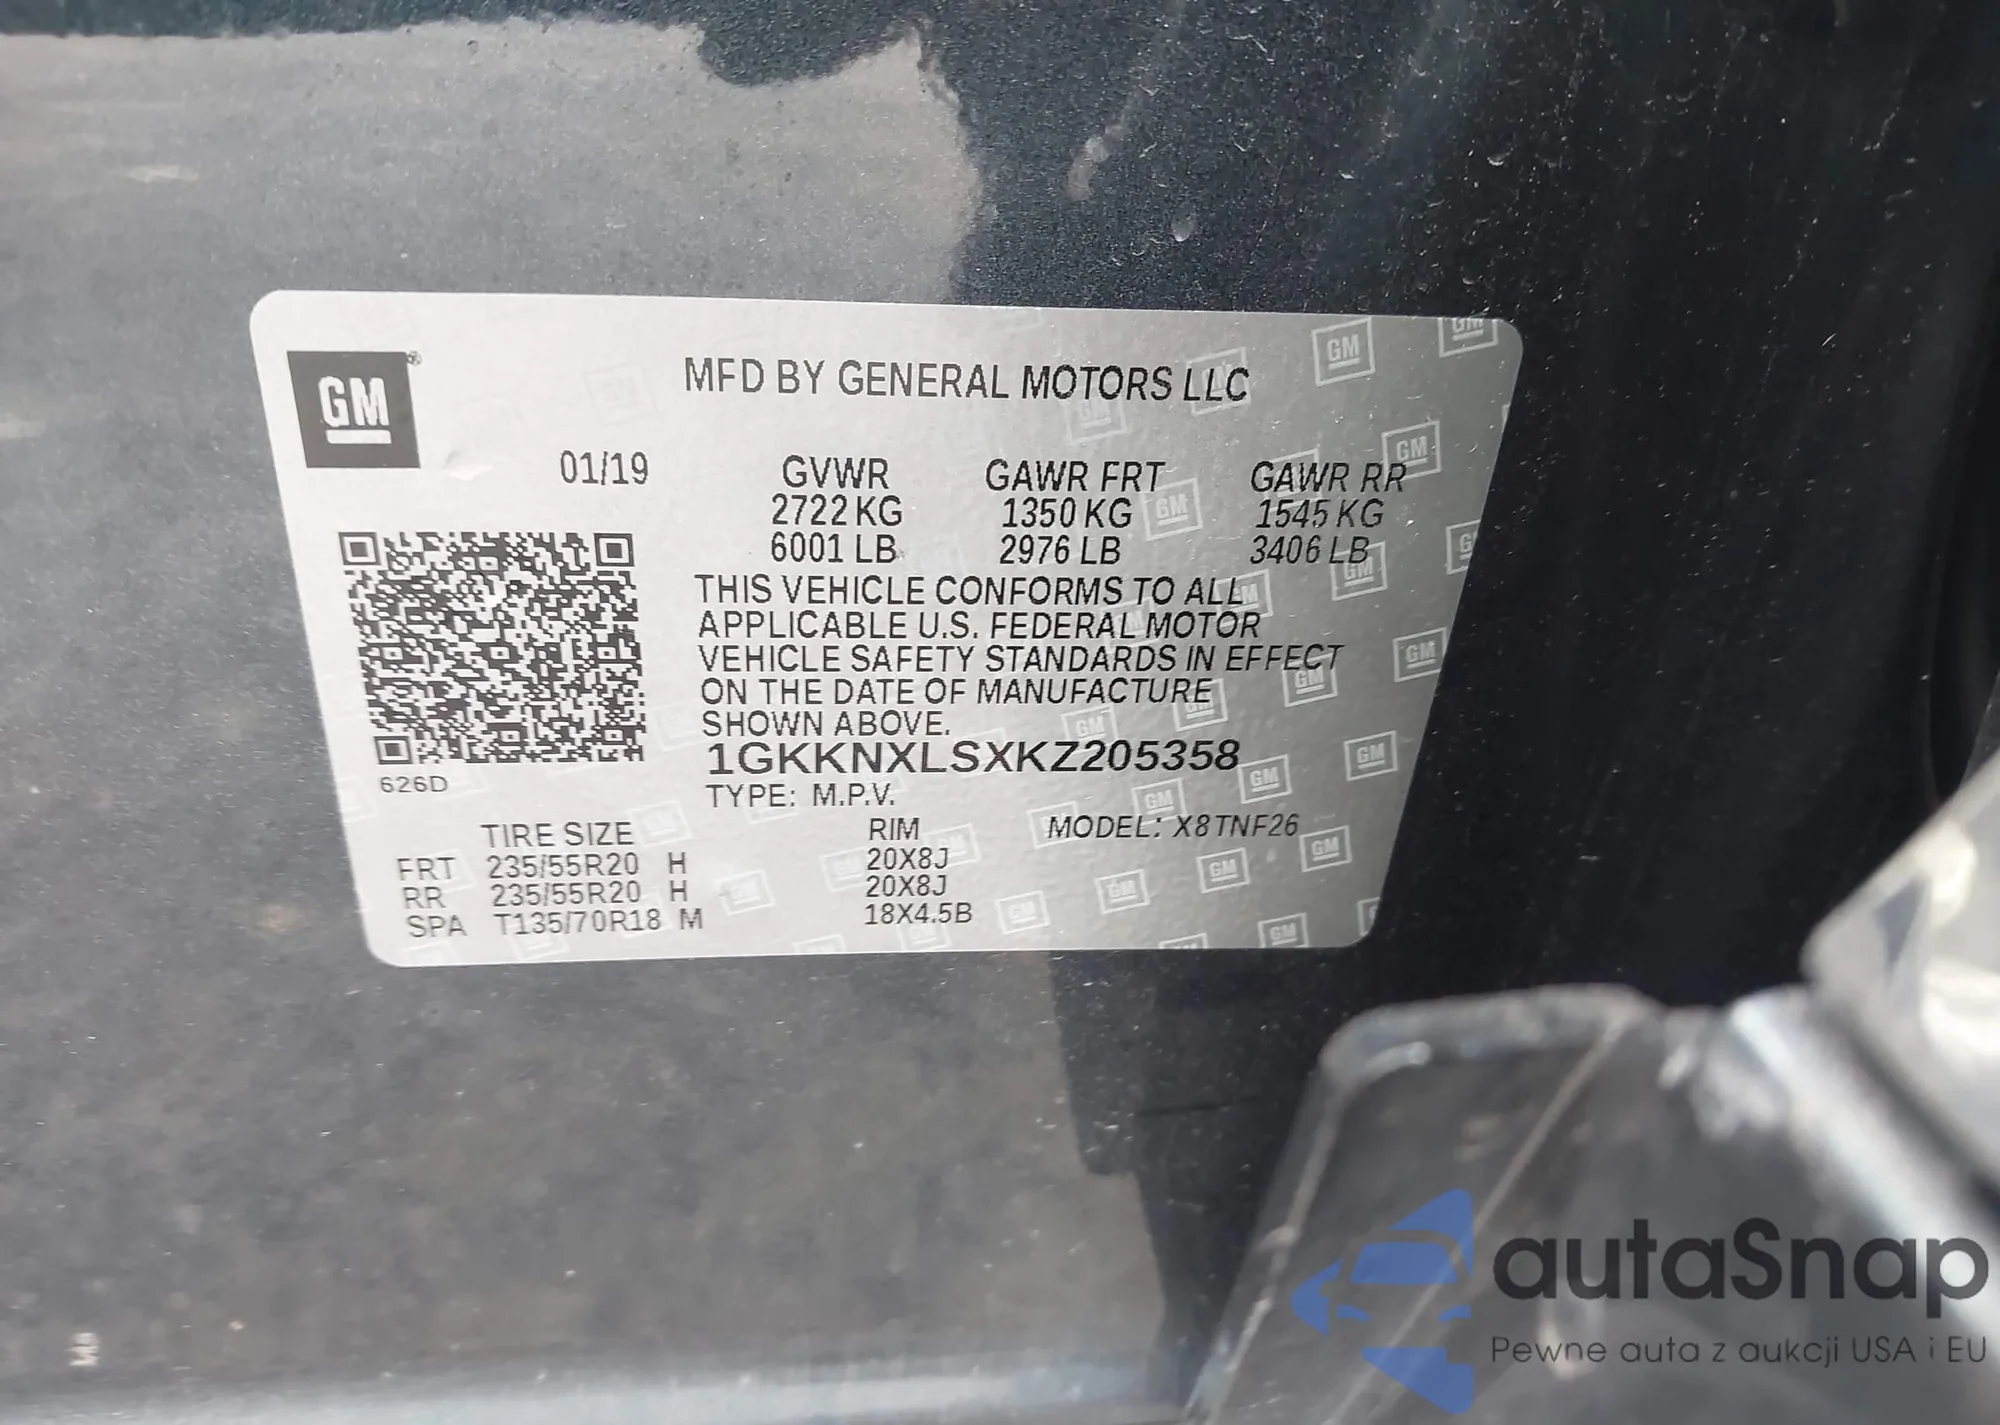 GM
MFD BY GENERAL MOTORS LLC
01/19
GVWR GAWR FRT GAWR RR
2722 KG 1350 KG 1545 KG
6001 LB 2976 LB 3406 LB
THIS VEHICLE CONFORMS TO ALL
APPLICABLE U.S. FEDERAL MOTOR
VEHICLE SAFETY STANDARDS IN EFFECT
ON THE DATE OF MANUFACTURE
SHOWN ABOVE.
1GKKNXLSXKZ205358
626D
TYPE: M.P.V.
TIRE SIZE RIM MODEL: X8TNF26
FRT 235/55R20 H 20X8J
RR 235/55R20 H 20X8J
SPA T135/70R18 M 18X4.5B
autaSnap
Pewne auta z aukcji USA i EU